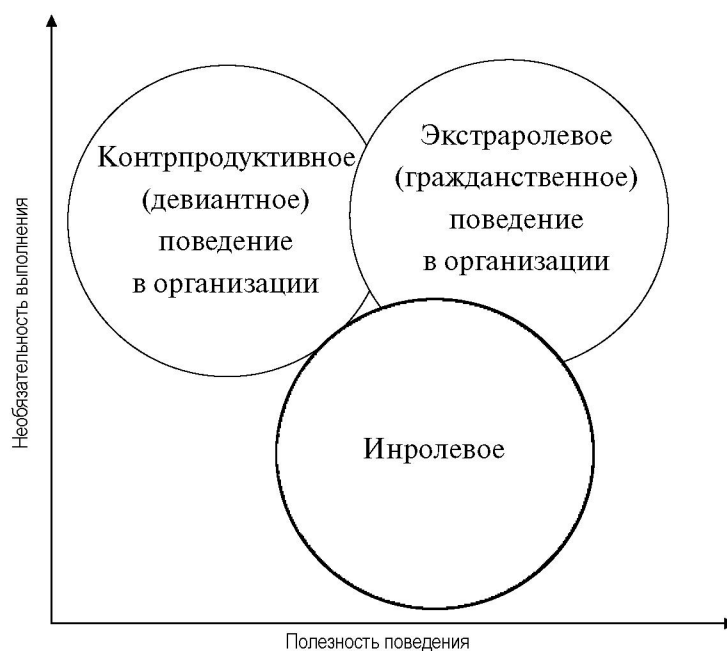 Необязательность выполнения
Контрпродуктивное
(девиантное)
поведение
в организации
Экстраролевое
(гражданственное)
поведение
в организации
Инролевое
Полезность поведения